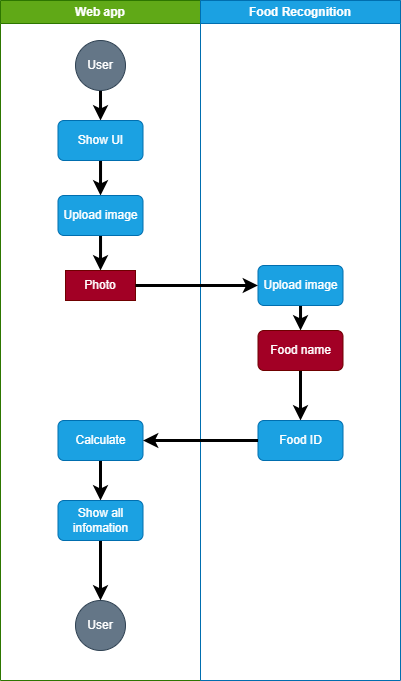 Web app
Food Recognition
User
Show UI
Upload image
Photo
Upload image
Food name
Food ID
Calculate
Show all
infomation
User